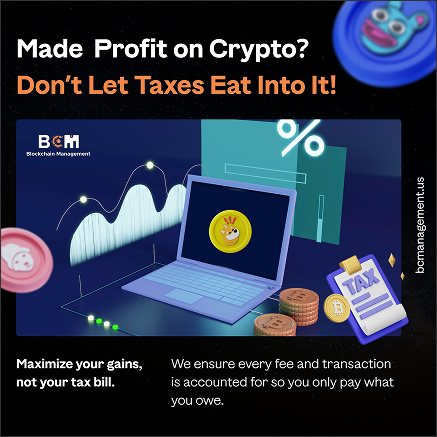 Made Profit on Crypto?
Don't Let Taxes Eat Into It!
BCM
Blockchain Management
%
TAX
bcmanagement.us
Maximize your gains,
not your tax bill.
We ensure every fee and transaction
is accounted for so you only pay what
you owe.